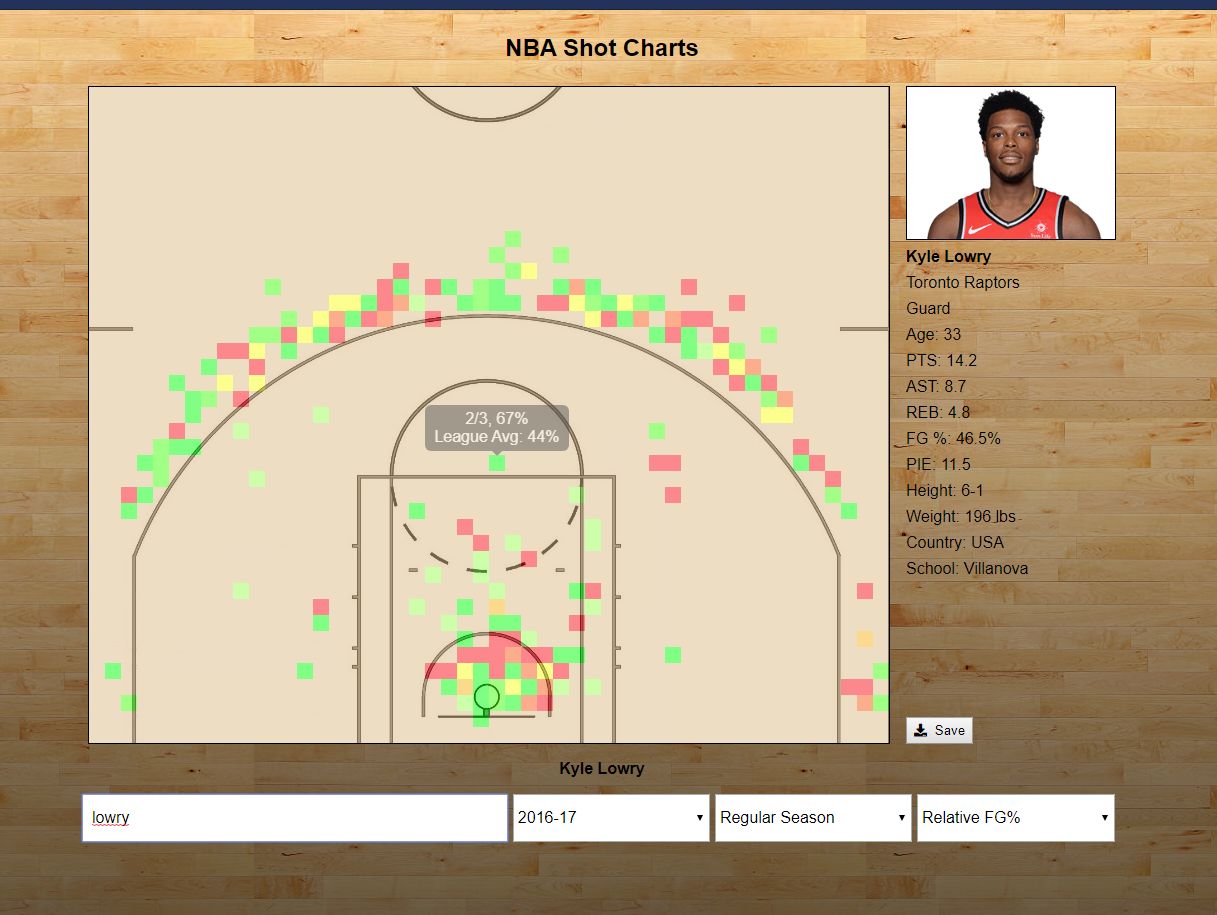 NBA Shot Charts
2/3, 67%
League Avg: 44%
Kyle Lowry
Toronto Raptors
Guard
Age: 33
PTS: 14.2
AST: 8.7
REB: 4.8
FG %: 46.5%
PIE: 11.5
Height: 6-1
Weight: 196 lbs
Country: USA
School: Villanova
Save
Kyle Lowry
lowry
2016-17
Regular Season
Relative FG%